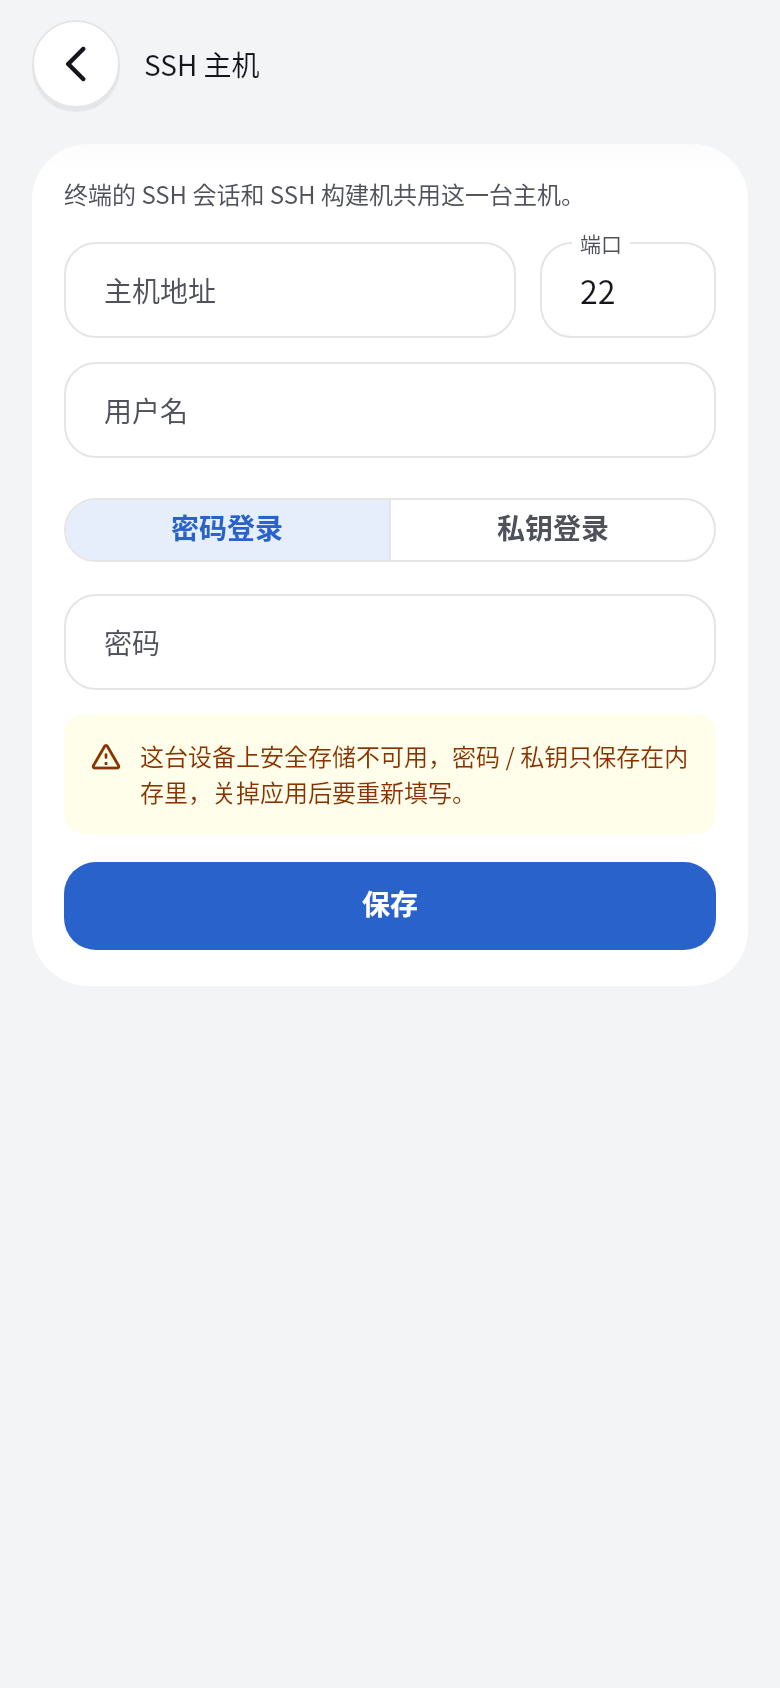 SSH 主机
终端的 SSH 会话和 SSH 构建机共用这一台主机。
端口
主机地址
22
用户名
密码登录
私钥登录
密码
这台设备上安全存储不可用，密码 / 私钥只保存在内
存里，关掉应用后要重新填写。
保存